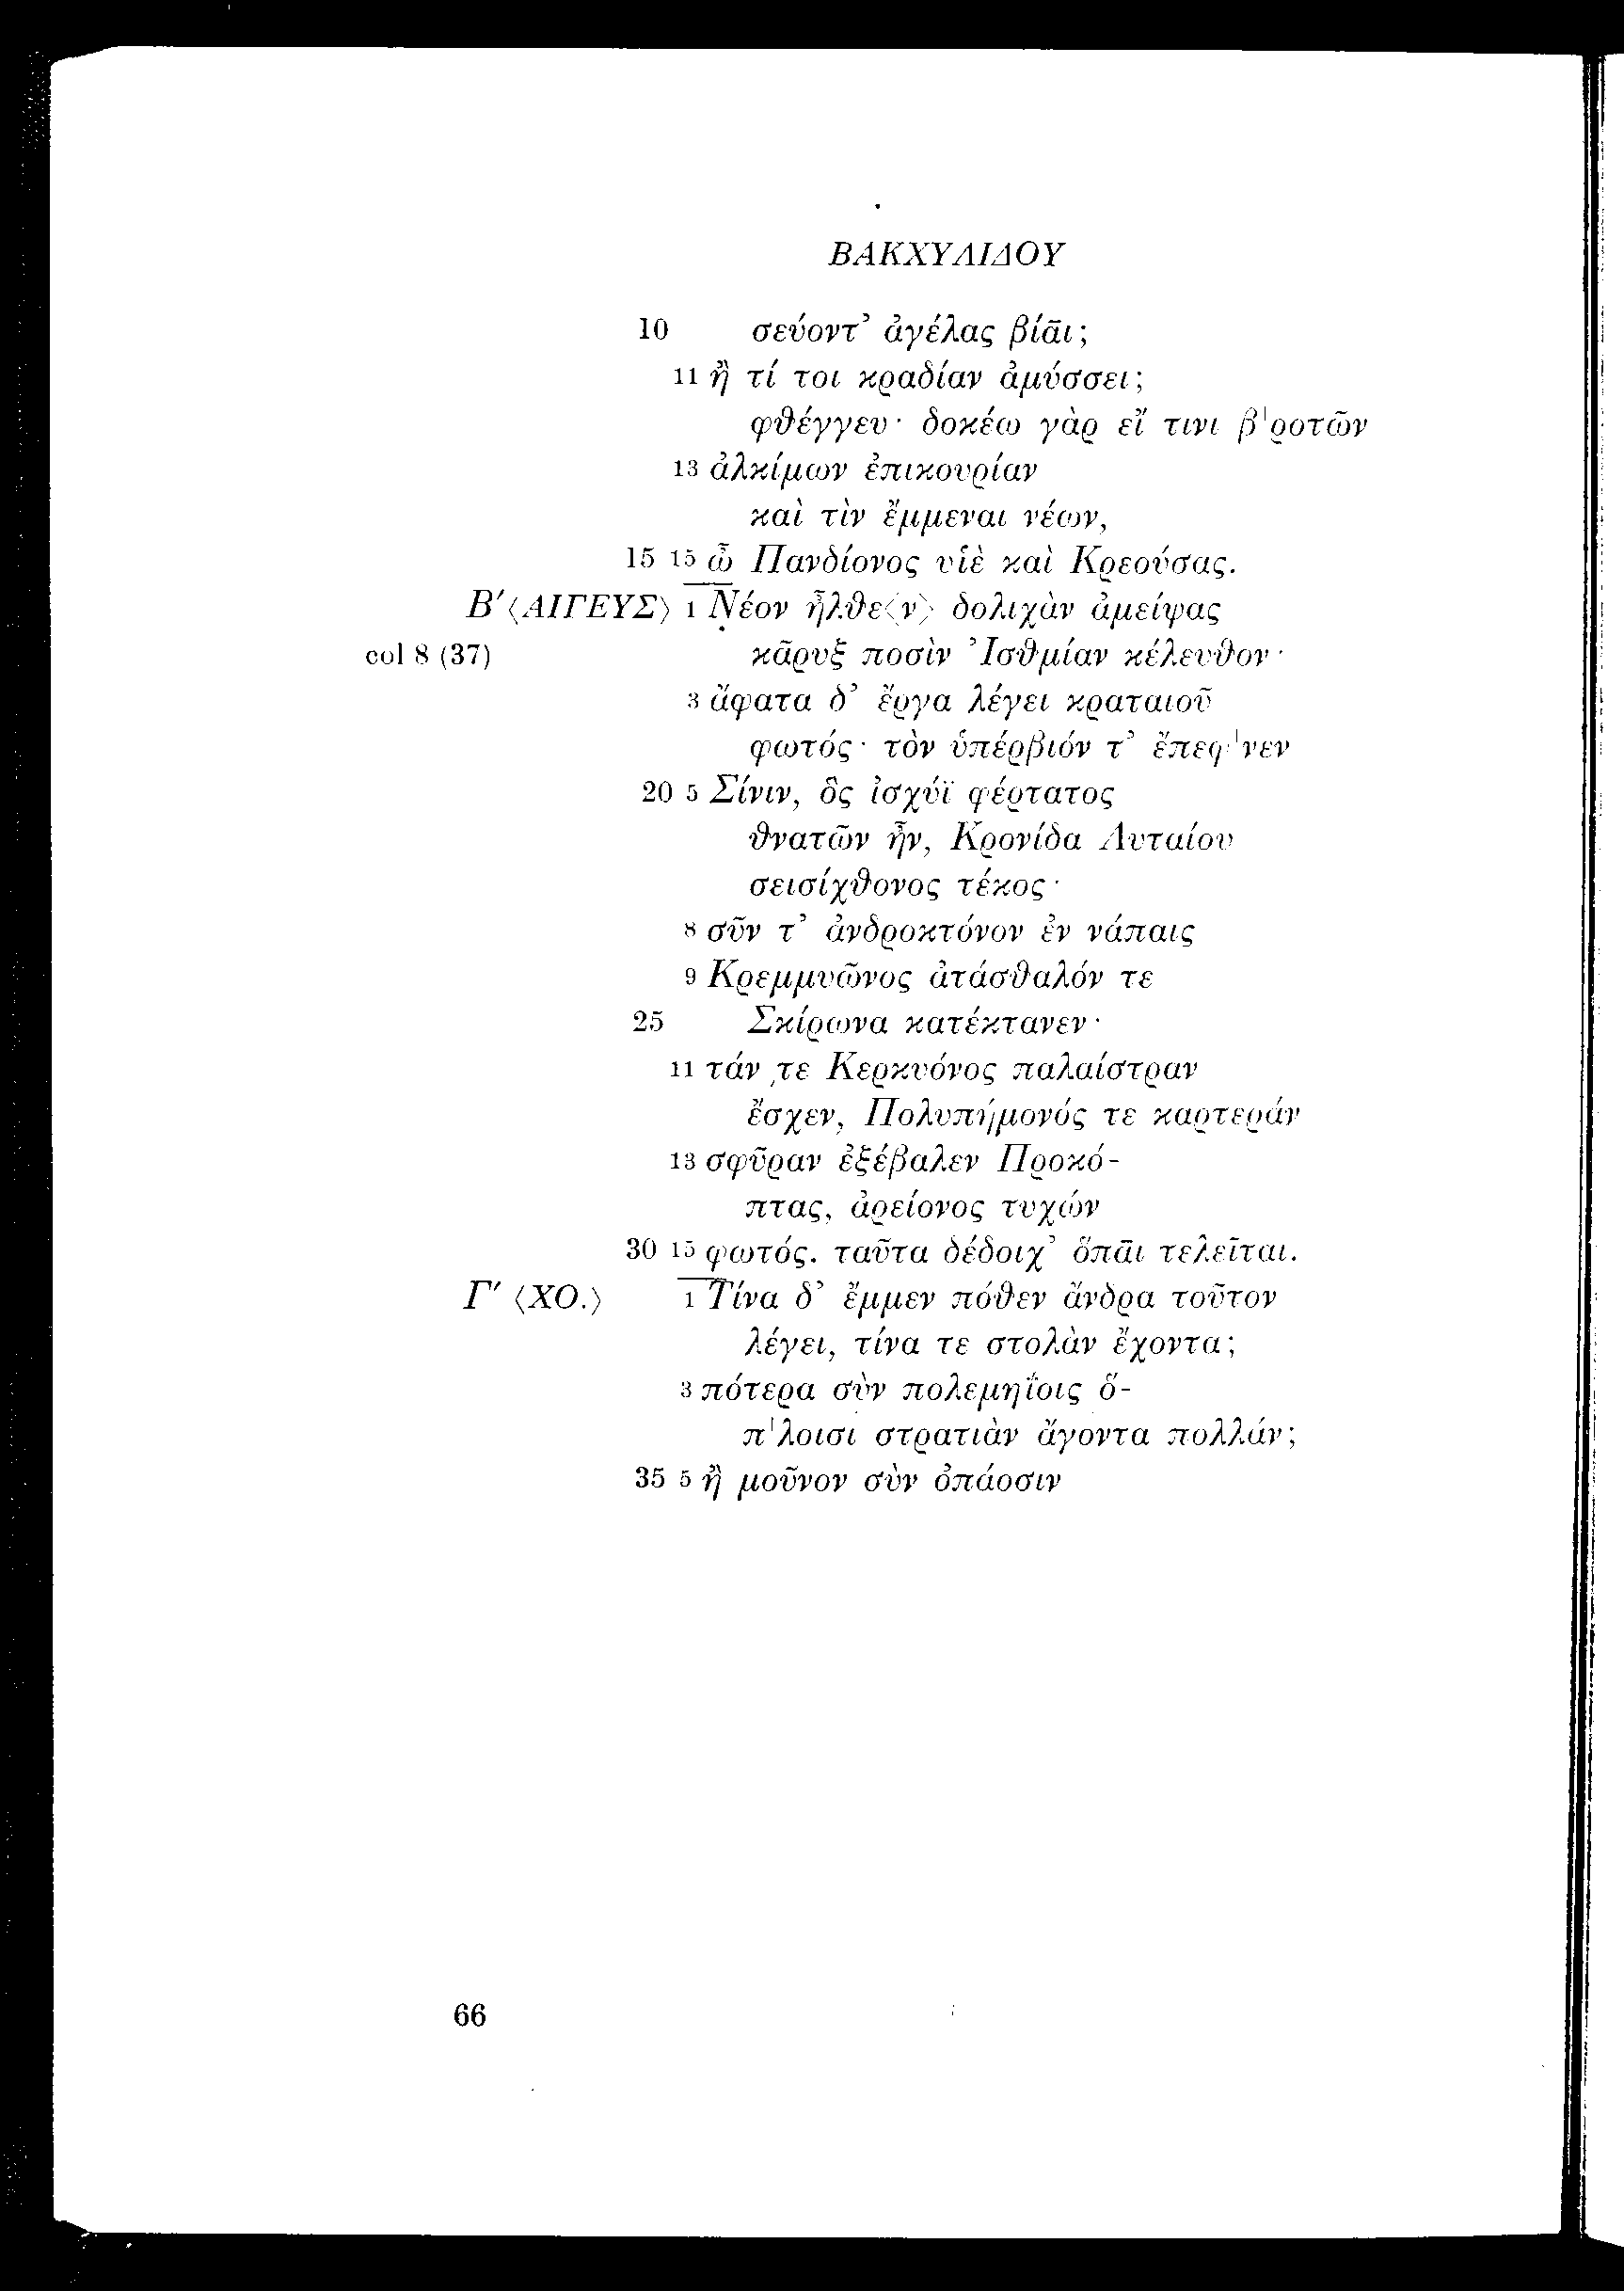 ΒΑΚΧΥΛΙΔΟΥ
10 σεύοντ’ ἀγέλας βίᾱι;
11 ἢ τί τοι κραδίαν ἀμύσσει;
φθέγγευ· δοκέω γὰρ εἴ τινι β'ροτῶν
13 ἀλκίμων ἐπικουρίαν
καὶ τὶν ἔμμεναι νέων,
15 15 ὦ Πανδίονος υἱὲ καὶ Κρεούσας.
Β′ ⟨ΑΙΓΕΥΣ⟩ 1 Ṇέον ἦλθε⟨ν⟩ δολιχὰν ἀμείψας
col 8 (37) κᾶρυξ ποσὶν Ἰσθμίαν κέλευθον·
3 ἄφατα δ’ ἔργα λέγει κραταιοῦ
φωτός· τὸν ὑπέρβιόν τ’ ἔπεφ'νεν
20 5 Σίνιν, ὃς ἰσχύϊ φέρτατος
θνατῶν ἦν, Κρονίδα Λυταίου
σεισίχθονος τέκος·
8 σῦν τ’ ἀνδροκτόνον ἐν νάπαις
9 Κρεμμυῶνος ἀτάσθαλόν τε
25 Σκίρωνα κατέκτανεν·
11 τάν τε Κερκυόνος παλαίστραν
ἔσχεν, Πολυπήμονός τε καρτεράν
13 σφῦραν ἐξέβαλεν Προκό-
πτας, ἀρείονος τυχών
30 15 φωτός. ταῦτα δέδοιχ’ ὅπᾱι τελεῖται.
Γ′ ⟨ΧΟ.⟩ 1 Τίνα δ’ ἔμμεν πόθεν ἄνδρα τοῦτον
λέγει, τίνα τε στολὰν ἔχοντα;
3 πότερα σὺν πολεμηΐοις ὅ-
π'λοισι στρατιὰν ἄγοντα πολλάν;
35 5 ἢ μοῦνον σὺν ὀπάοσιν
66